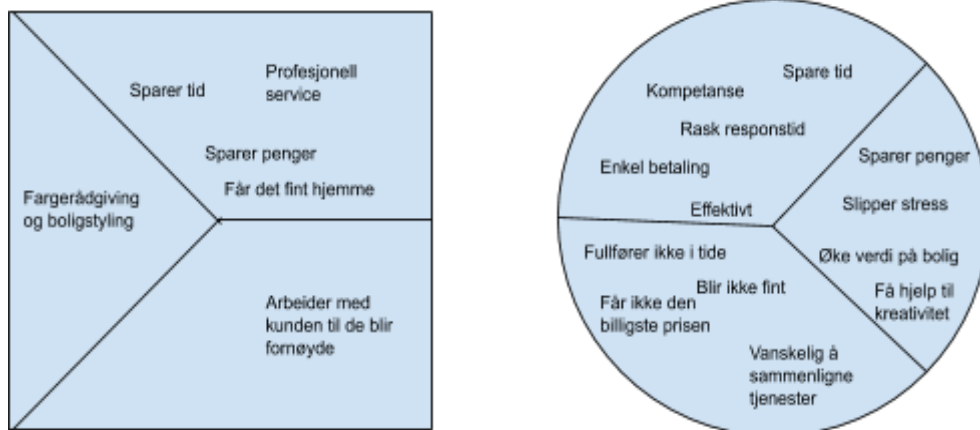 Sparer tid
Profesjonell
service
Sparer penger
Får det fint hjemme
Fargerådgiving
og boligstyling
Arbeider med
kunden til de blir
fornøyde
Spare tid
Kompetanse
Rask responstid
Enkel betaling
Effektivt
Sparer penger
Slipper stress
Øke verdi på bolig
Få hjelp til
kreativitet
Fullfører ikke i tide
Blir ikke fint
Får ikke den
billigste prisen
Vanskelig å
sammenligne
tjenester